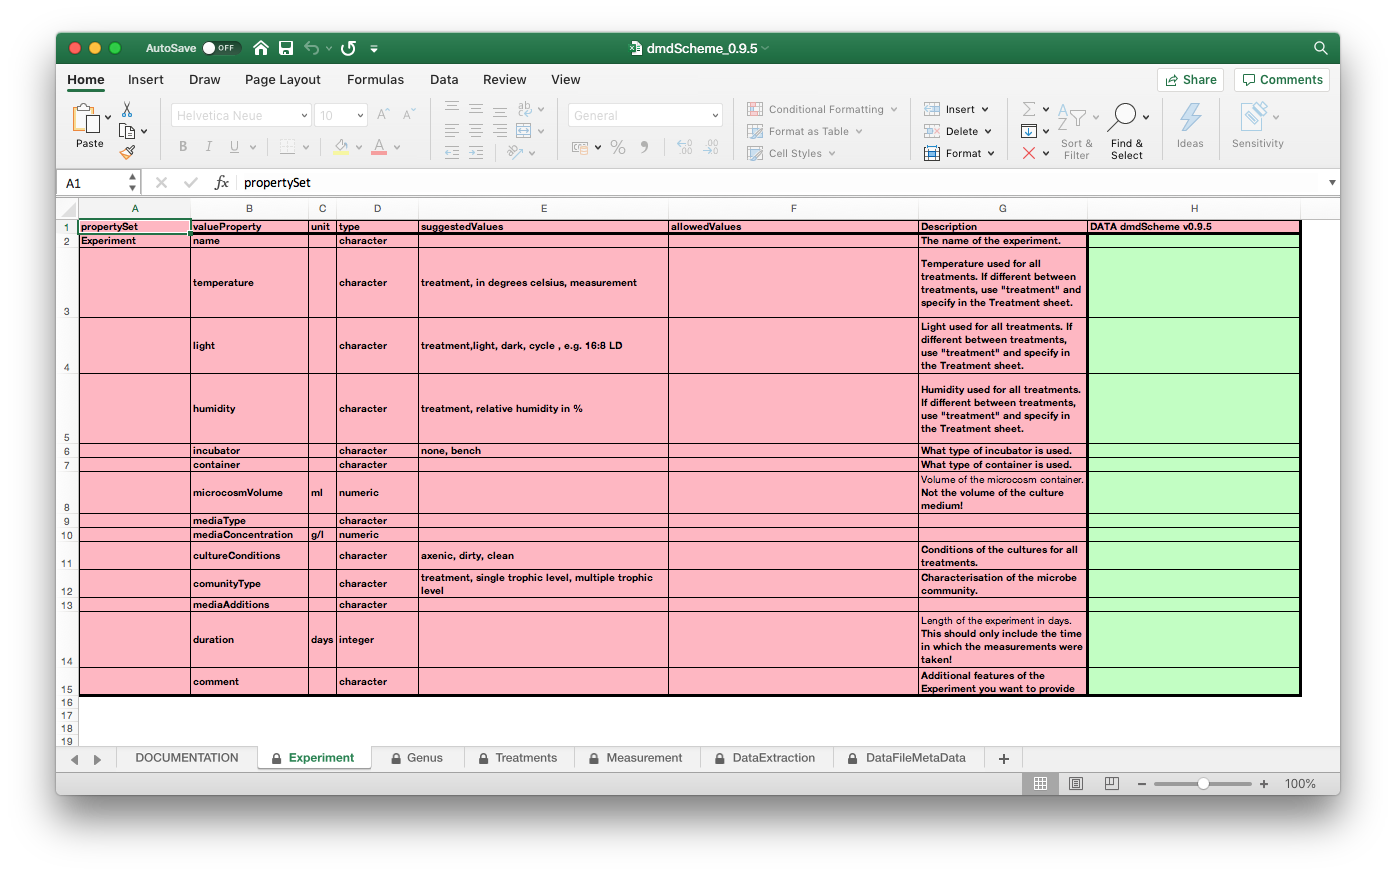 AutoSave OFF dmdScheme_0.9.5
Home Insert Draw Page Layout Formulas Data Review View Share Comments
Paste
Helvetica Neue 10
B I U A
ab
General
% 9
Conditional Formatting
Format as Table
Cell Styles
Insert
Delete
Format
Sort &
Filter
Find &
Select
Ideas
Sensitivity
A1 fx propertySet
A B C D E F G H
1 propertySet valueProperty unit type suggestedValues allowedValues Description DATA dmdScheme v0.9.5
2 Experiment name character The name of the experiment.
3 temperature character treatment, in degrees celsius, measurement Temperature used for all
treatments. If different between
treatments, use "treatment" and
specify in the Treatment sheet.
4 light character treatment,light, dark, cycle , e.g. 16:8 LD Light used for all treatments. If
different between treatments,
use "treatment" and specify in
the Treatment sheet.
5 humidity character treatment, relative humidity in % Humidity used for all treatments.
If different between treatments,
use "treatment" and specify in
the Treatment sheet.
6 incubator character none, bench What type of incubator is used.
7 container character What type of container is used.
8 microcosmVolume ml numeric Volume of the microcosm container.
Not the volume of the culture
medium!
9 mediaType character
10 mediaConcentration g/l numeric
11 cultureConditions character axenic, dirty, clean Conditions of the cultures for all
treatments.
12 comunityType character treatment, single trophic level, multiple trophic
level Characterisation of the microbe
community.
13 mediaAdditions character
14 duration days integer Length of the experiment in days.
This should only include the time
in which the measurements were
taken!
15 comment character Additional features of the
Experiment you want to provide
16
17
18
19
DOCUMENTATION Experiment Genus Treatments Measurement DataExtraction DataFileMetaData +
100%